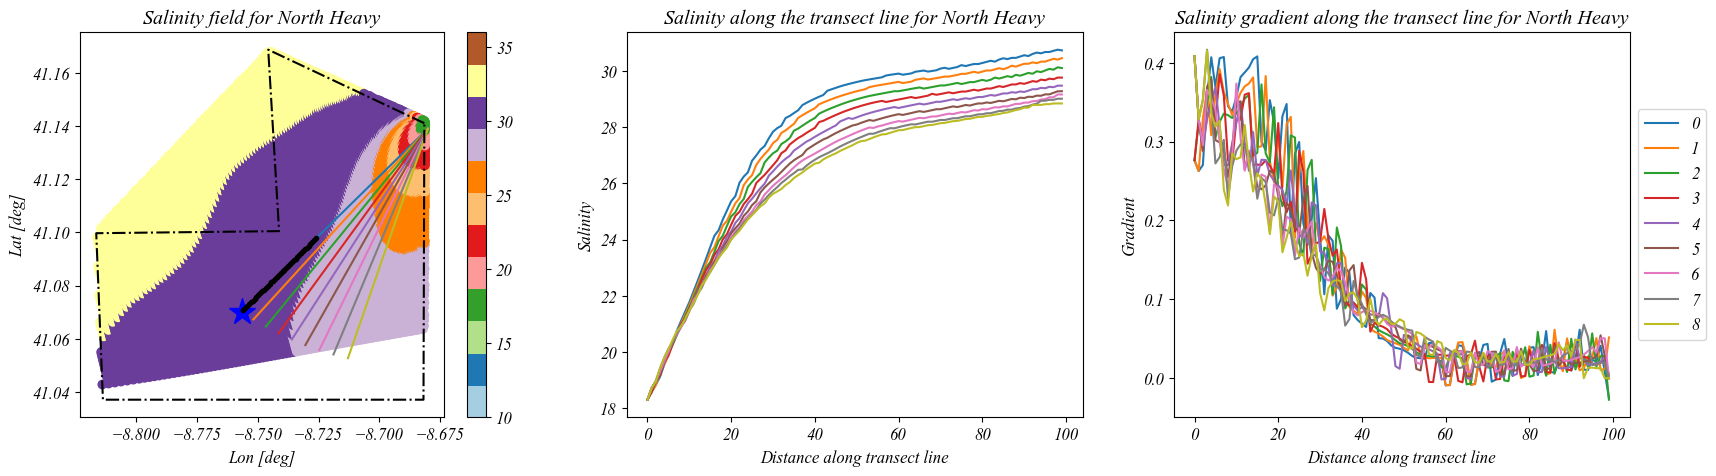 Salinity field for North Heavy
41.16
41.14
41.12
41.10
41.08
41.06
41.04
Lat [deg]
−8.800 −8.775 −8.750 −8.725 −8.700 −8.675
Lon [deg]
35
30
25
20
15
10
Salinity along the transect line for North Heavy
30
28
26
24
22
20
18
Salinity
0 20 40 60 80 100
Distance along transect line
Salinity gradient along the transect line for North Heavy
0.4
0.3
0.2
0.1
0.0
Gradient
0 20 40 60 80 100
Distance along transect line
0
1
2
3
4
5
6
7
8